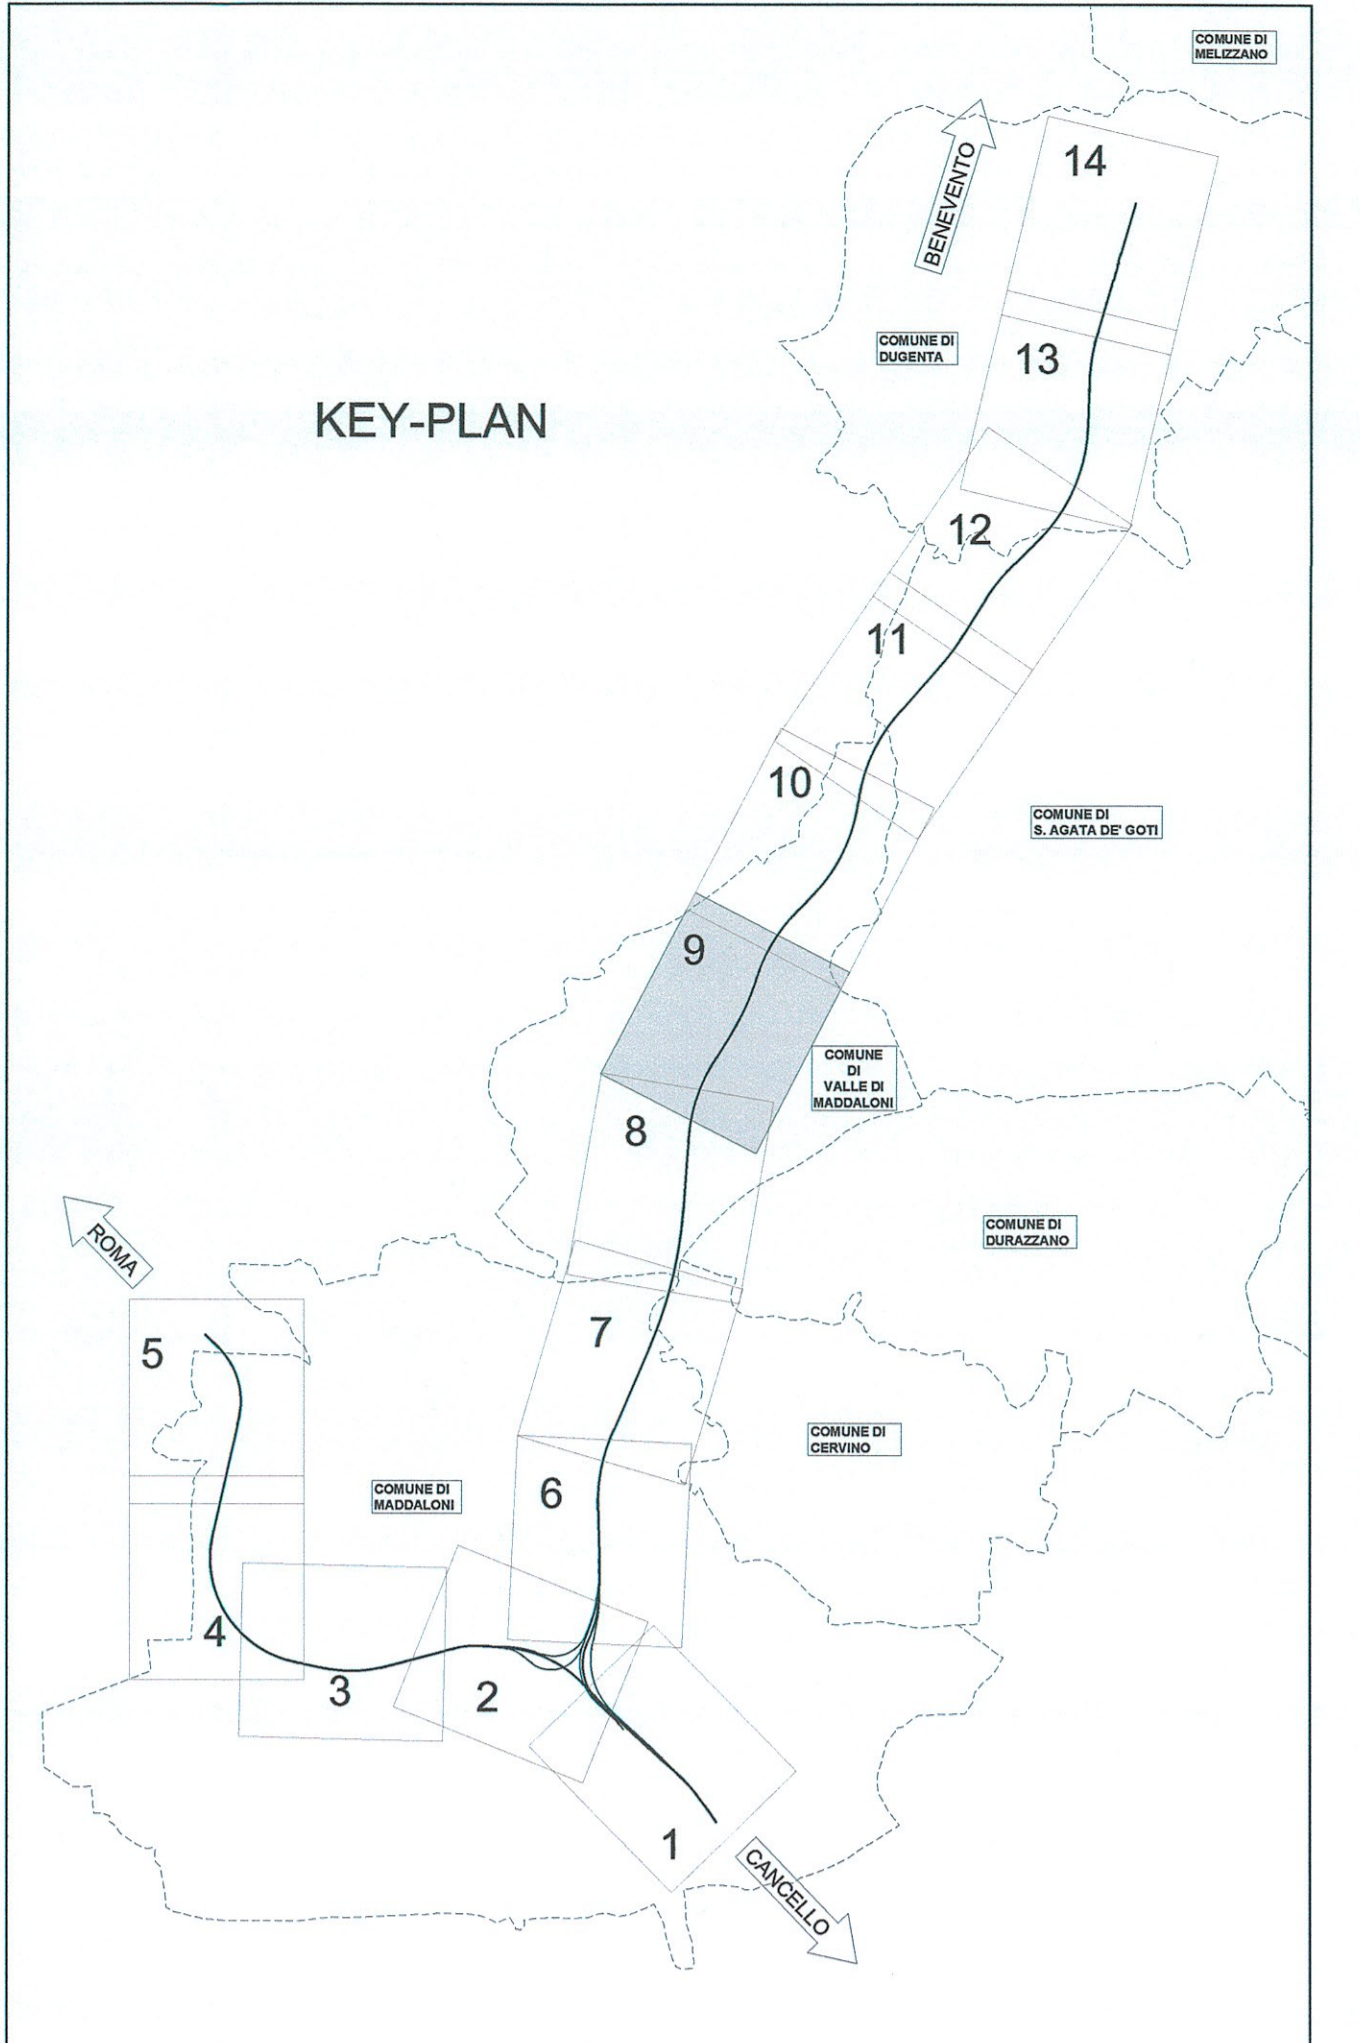 COMUNE DI
MELIZZANO
14
BENEVENTO
COMUNE DI
DUGENTA
13
KEY-PLAN
12
11
10
COMUNE DI
S. AGATA DE' GOTI
9
COMUNE
DI
VALLE DI
MADDALONI
8
ROMA
COMUNE DI
DURAZZANO
7
5
COMUNE DI
CERVINO
6
COMUNE DI
MADDALONI
4
3
2
1
CANCELLO